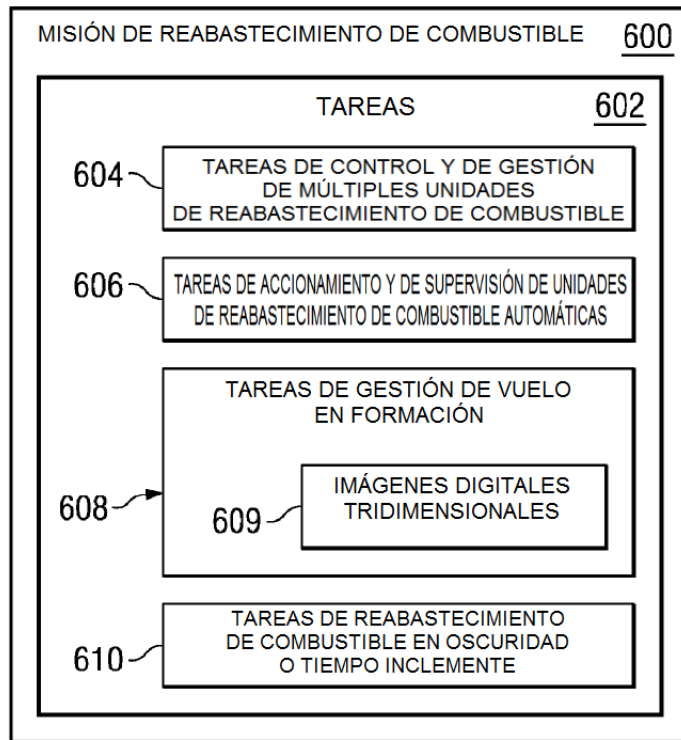 MISIÓN DE REABASTECIMIENTO DE COMBUSTIBLE 600
TAREAS 602
604
TAREAS DE CONTROL Y DE GESTIÓN
DE MÚLTIPLES UNIDADES
DE REABASTECIMIENTO DE COMBUSTIBLE
606
TAREAS DE ACCIONAMIENTO Y DE SUPERVISIÓN DE UNIDADES
DE REABASTECIMIENTO DE COMBUSTIBLE AUTOMÁTICAS
TAREAS DE GESTIÓN DE VUELO
EN FORMACIÓN
608
609
IMÁGENES DIGITALES
TRIDIMENSIONALES
610
TAREAS DE REABASTECIMIENTO
DE COMBUSTIBLE EN OSCURIDAD
O TIEMPO INCLEMENTE